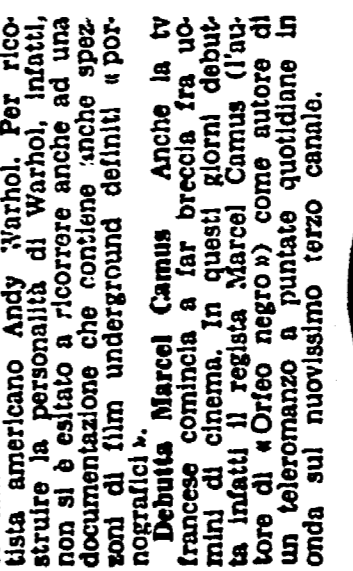 tista americano Andy Warhol. Per rico-
struire la personalità di Warhol, infatti,
non si è esitato a ricorrere anche ad una
documentazione che contiene anche spez-
zoni di film underground definiti « por-
nografici ».
Debutta Marcel Camus Anche la tv
francese comincia a far breccia fra uo-
mini di cinema. In questi giorni debut-
ta infatti il regista Marcel Camus (l'au-
tore di « Orfeo negro ») come autore di
un teleromanzo a puntate quotidiane in
onda sul nuovissimo terzo canale.